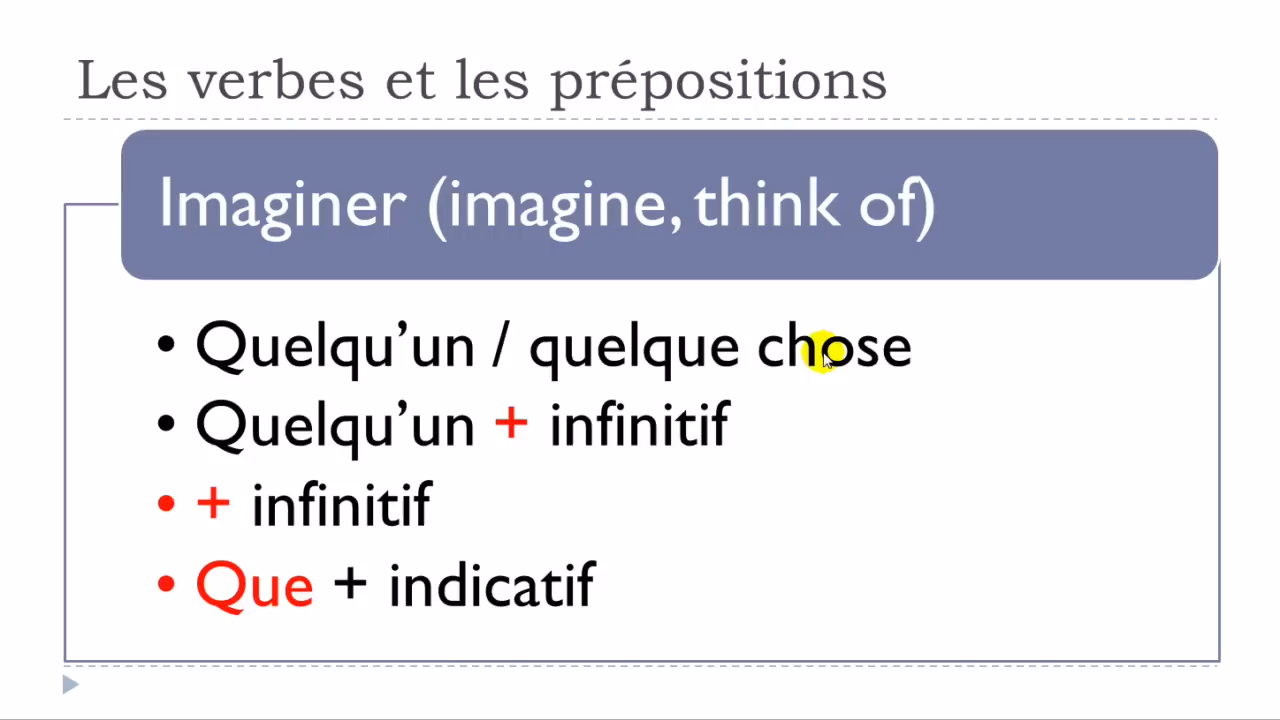 Les verbes et les prépositions
Imaginer (imagine, think of)
• Quelqu’un / quelque chose
• Quelqu’un + infinitif
• + infinitif
• Que + indicatif